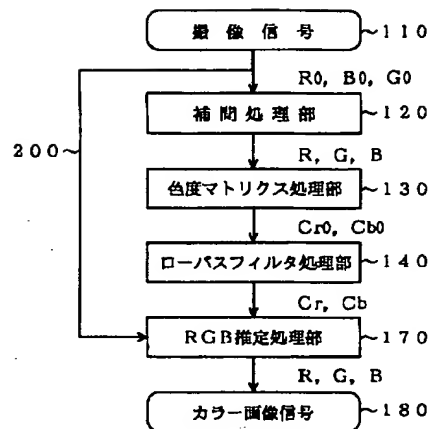 撮像信号 ~110
R0, B0, G0
補間処理部 ~120
200~
R, G, B
色度マトリクス処理部 ~130
Cr0, Cb0
ローパスフィルタ処理部 ~140
Cr, Cb
RGB推定処理部 ~170
R, G, B
カラー画像信号 ~180